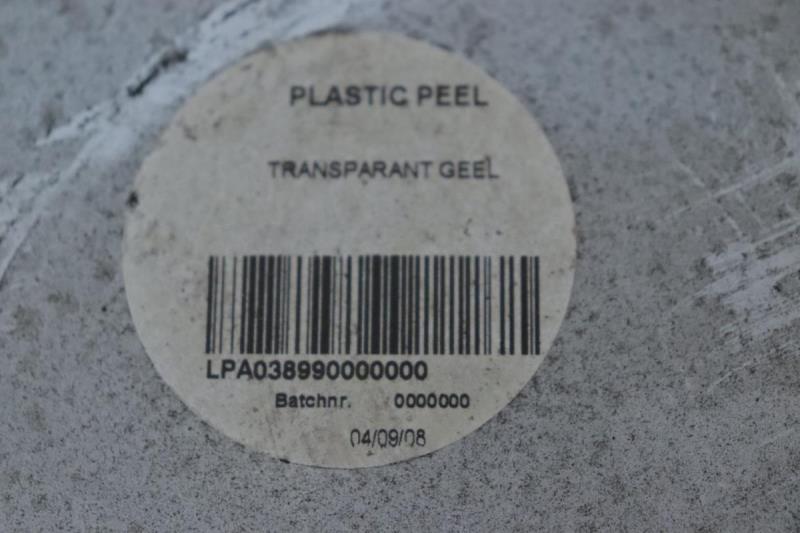 PLASTIC PEEL
TRANSPARANT GEEL
LPA038990000000
Batchnr. 0000000
04/09/08